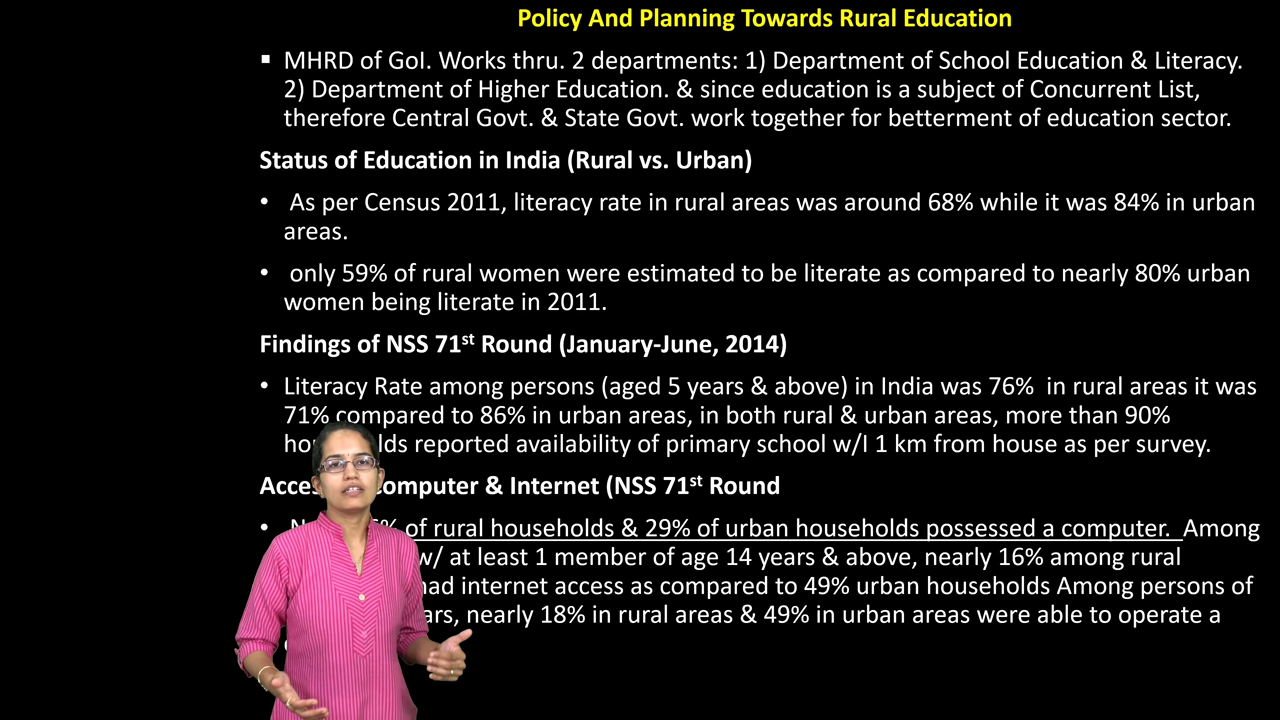 Policy And Planning Towards Rural Education
▪ MHRD of GoI. Works thru. 2 departments: 1) Department of School Education & Literacy.
2) Department of Higher Education. & since education is a subject of Concurrent List,
therefore Central Govt. & State Govt. work together for betterment of education sector.
Status of Education in India (Rural vs. Urban)
• As per Census 2011, literacy rate in rural areas was around 68% while it was 84% in urban
areas.
• only 59% of rural women were estimated to be literate as compared to nearly 80% urban
women being literate in 2011.
Findings of NSS 71st Round (January-June, 2014)
• Literacy Rate among persons (aged 5 years & above) in India was 76% in rural areas it was
71% compared to 86% in urban areas, in both rural & urban areas, more than 90%
reported availability of primary school w/I 1 km from house as per survey.
Computer & Internet (NSS 71st Round
• of rural households & 29% of urban households possessed a computer. Among
w/ at least 1 member of age 14 years & above, nearly 16% among rural
had internet access as compared to 49% urban households Among persons of
nearly 18% in rural areas & 49% in urban areas were able to operate a